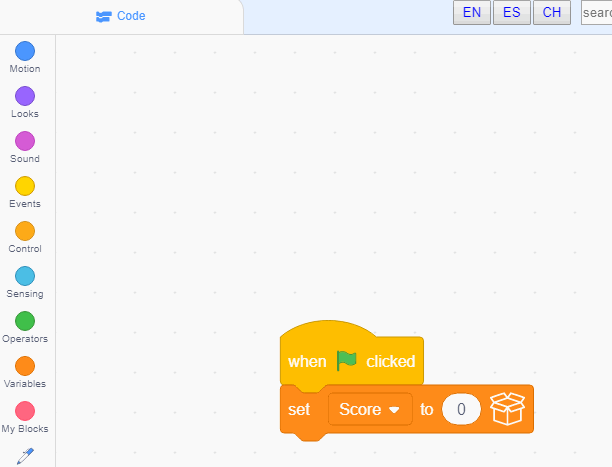 Code
EN ES CH
searc
Motion
Looks
Sound
Events
Control
Sensing
Operators
Variables
My Blocks
when clicked
set Score to 0